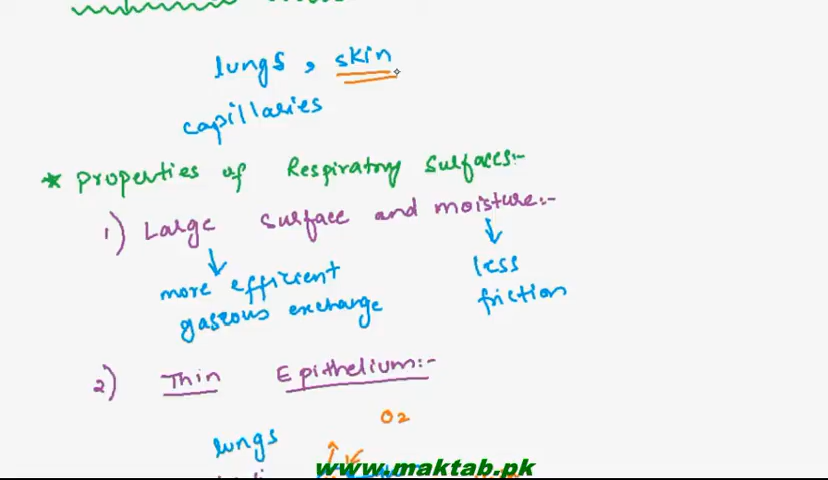 lungs, skin
capillaries
* Properties of Respiratory Surfaces:-
1) Large Surface and moisture:-
more efficient
gaseous exchange
less
friction
2) Thin Epithelium:-
O2
lungs
www.maktab.pk